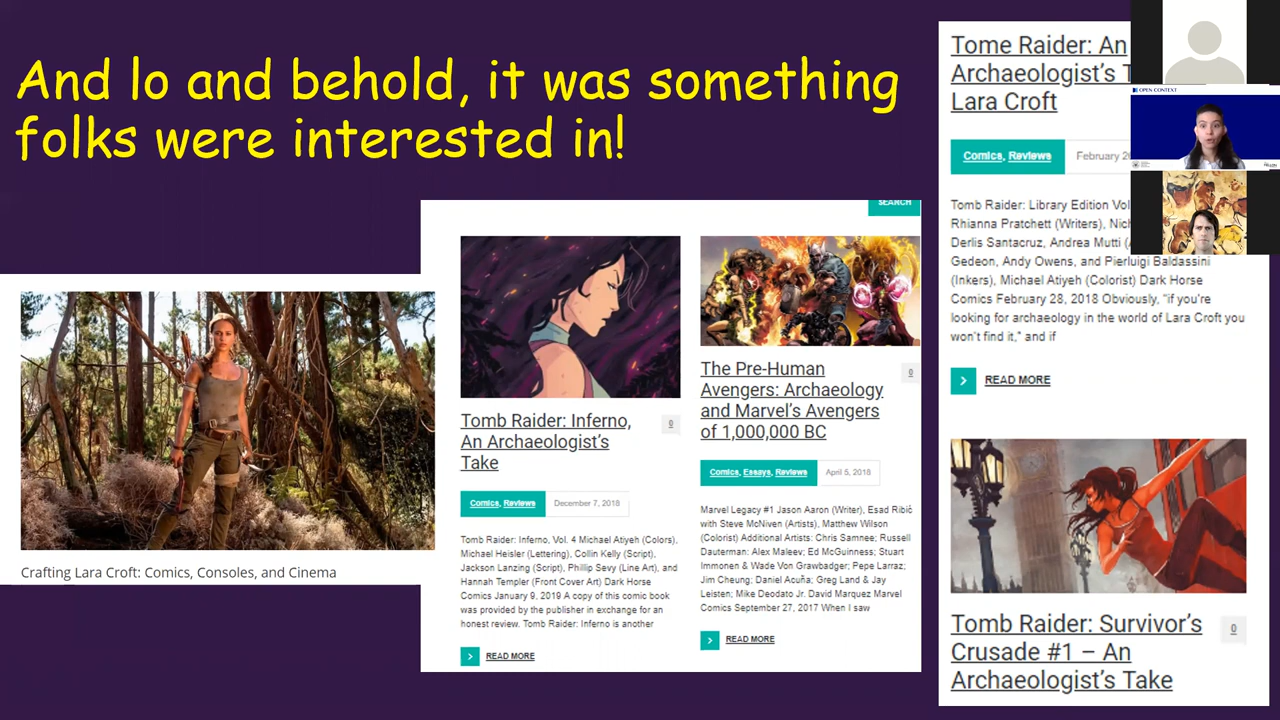 And lo and behold, it was something
folks were interested in!
Crafting Lara Croft: Comics, Consoles, and Cinema
SEARCH
Tomb Raider: Inferno,
An Archaeologist's
Take
0
Comics, Reviews
December 7, 2018
Tomb Raider: Inferno, Vol. 4 Michael Atiyeh (Colors),
Michael Heisler (Lettering), Collin Kelly (Script),
Jackson Lanzing (Script), Phillip Sevy (Line Art), and
Hannah Templer (Front Cover Art) Dark Horse
Comics January 9, 2019 A copy of this comic book
was provided by the publisher in exchange for an
honest review. Tomb Raider: Inferno is another
READ MORE
The Pre-Human
Avengers: Archaeology
and Marvel's Avengers
of 1,000,000 BC
0
Comics, Essays, Reviews
April 5, 2018
Marvel Legacy #1 Jason Aaron (Writer), Esad Ribić
with Steve McNiven (Artists), Matthew Wilson
(Colorist) Additional Artists: Chris Samnee; Russell
Dauterman: Alex Maleev; Ed McGuinness; Stuart
Immonen & Wade Von Grawbadger; Pepe Larraz;
Jim Cheung; Daniel Acuña; Greg Land & Jay
Leisten; Mike Deodato Jr. David Marquez Marvel
Comics September 27, 2017 When I saw
READ MORE
Tome Raider: An
Archaeologist's T
Lara Croft
Comics, Reviews
February 2
Tomb Raider: Library Edition Vol
Rhianna Pratchett (Writers), Nich
Derlis Santacruz, Andrea Mutti (
Gedeon, Andy Owens, and Pierluigi Baldassini
(Inkers), Michael Atiyeh (Colorist) Dark Horse
Comics February 28, 2018 Obviously, "if you're
looking for archaeology in the world of Lara Croft you
won't find it," and if
READ MORE
Tomb Raider: Survivor's
Crusade #1 – An
Archaeologist's Take
0
OPEN CONTEXT